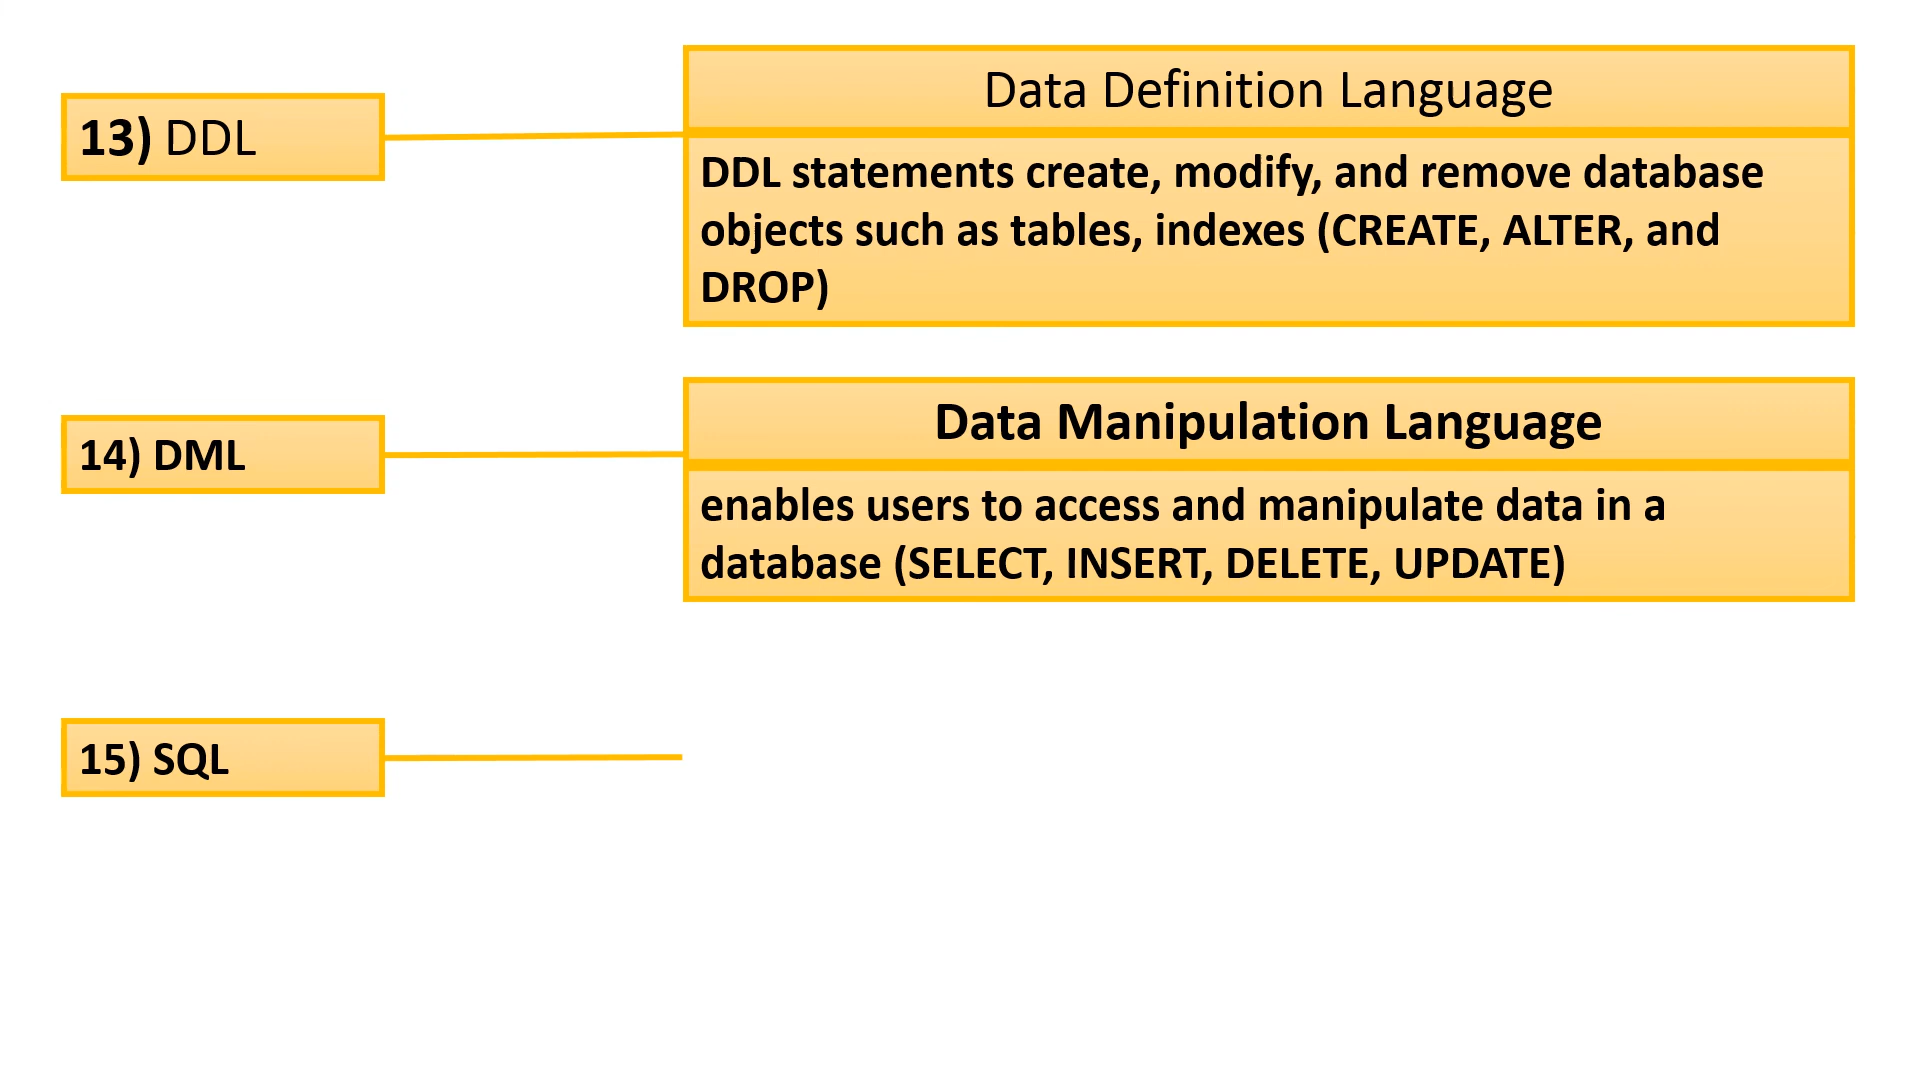 13) DDL
Data Definition Language
DDL statements create, modify, and remove database
objects such as tables, indexes (CREATE, ALTER, and
DROP)
14) DML
Data Manipulation Language
enables users to access and manipulate data in a
database (SELECT, INSERT, DELETE, UPDATE)
15) SQL